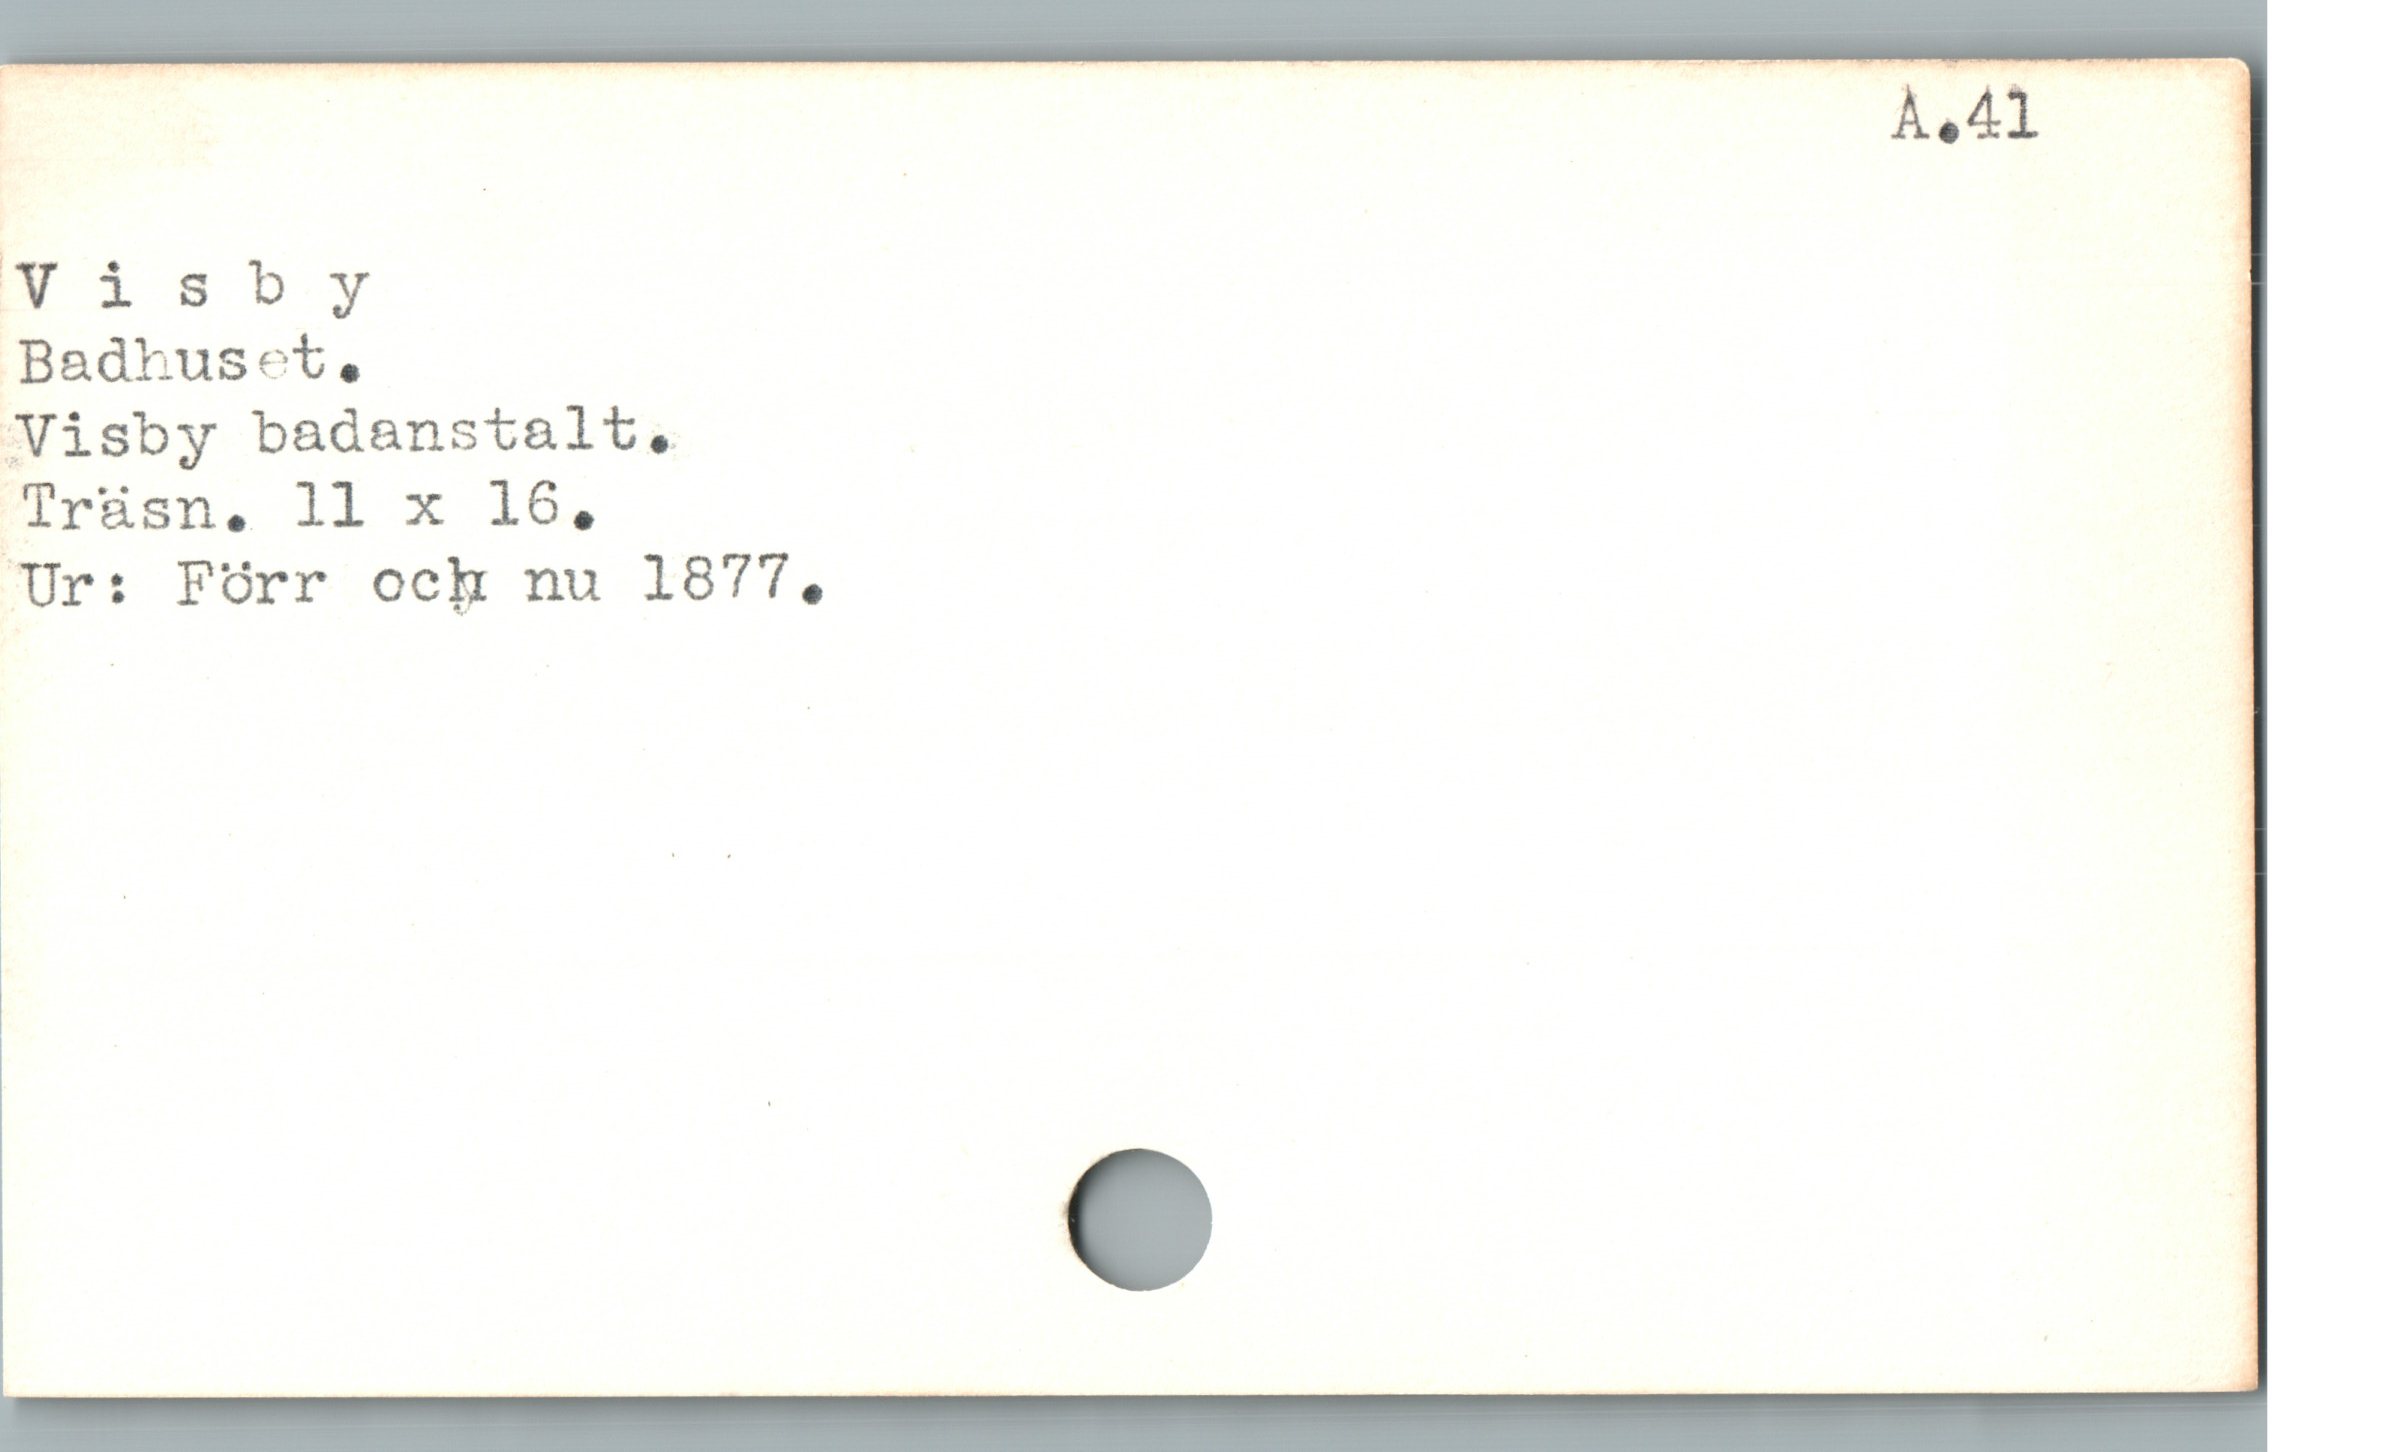 A.41
V i s b y
Badhuset.
Visby badanstalt.
Träsn. 11 x 16.
Ur: Förr och nu 1877.